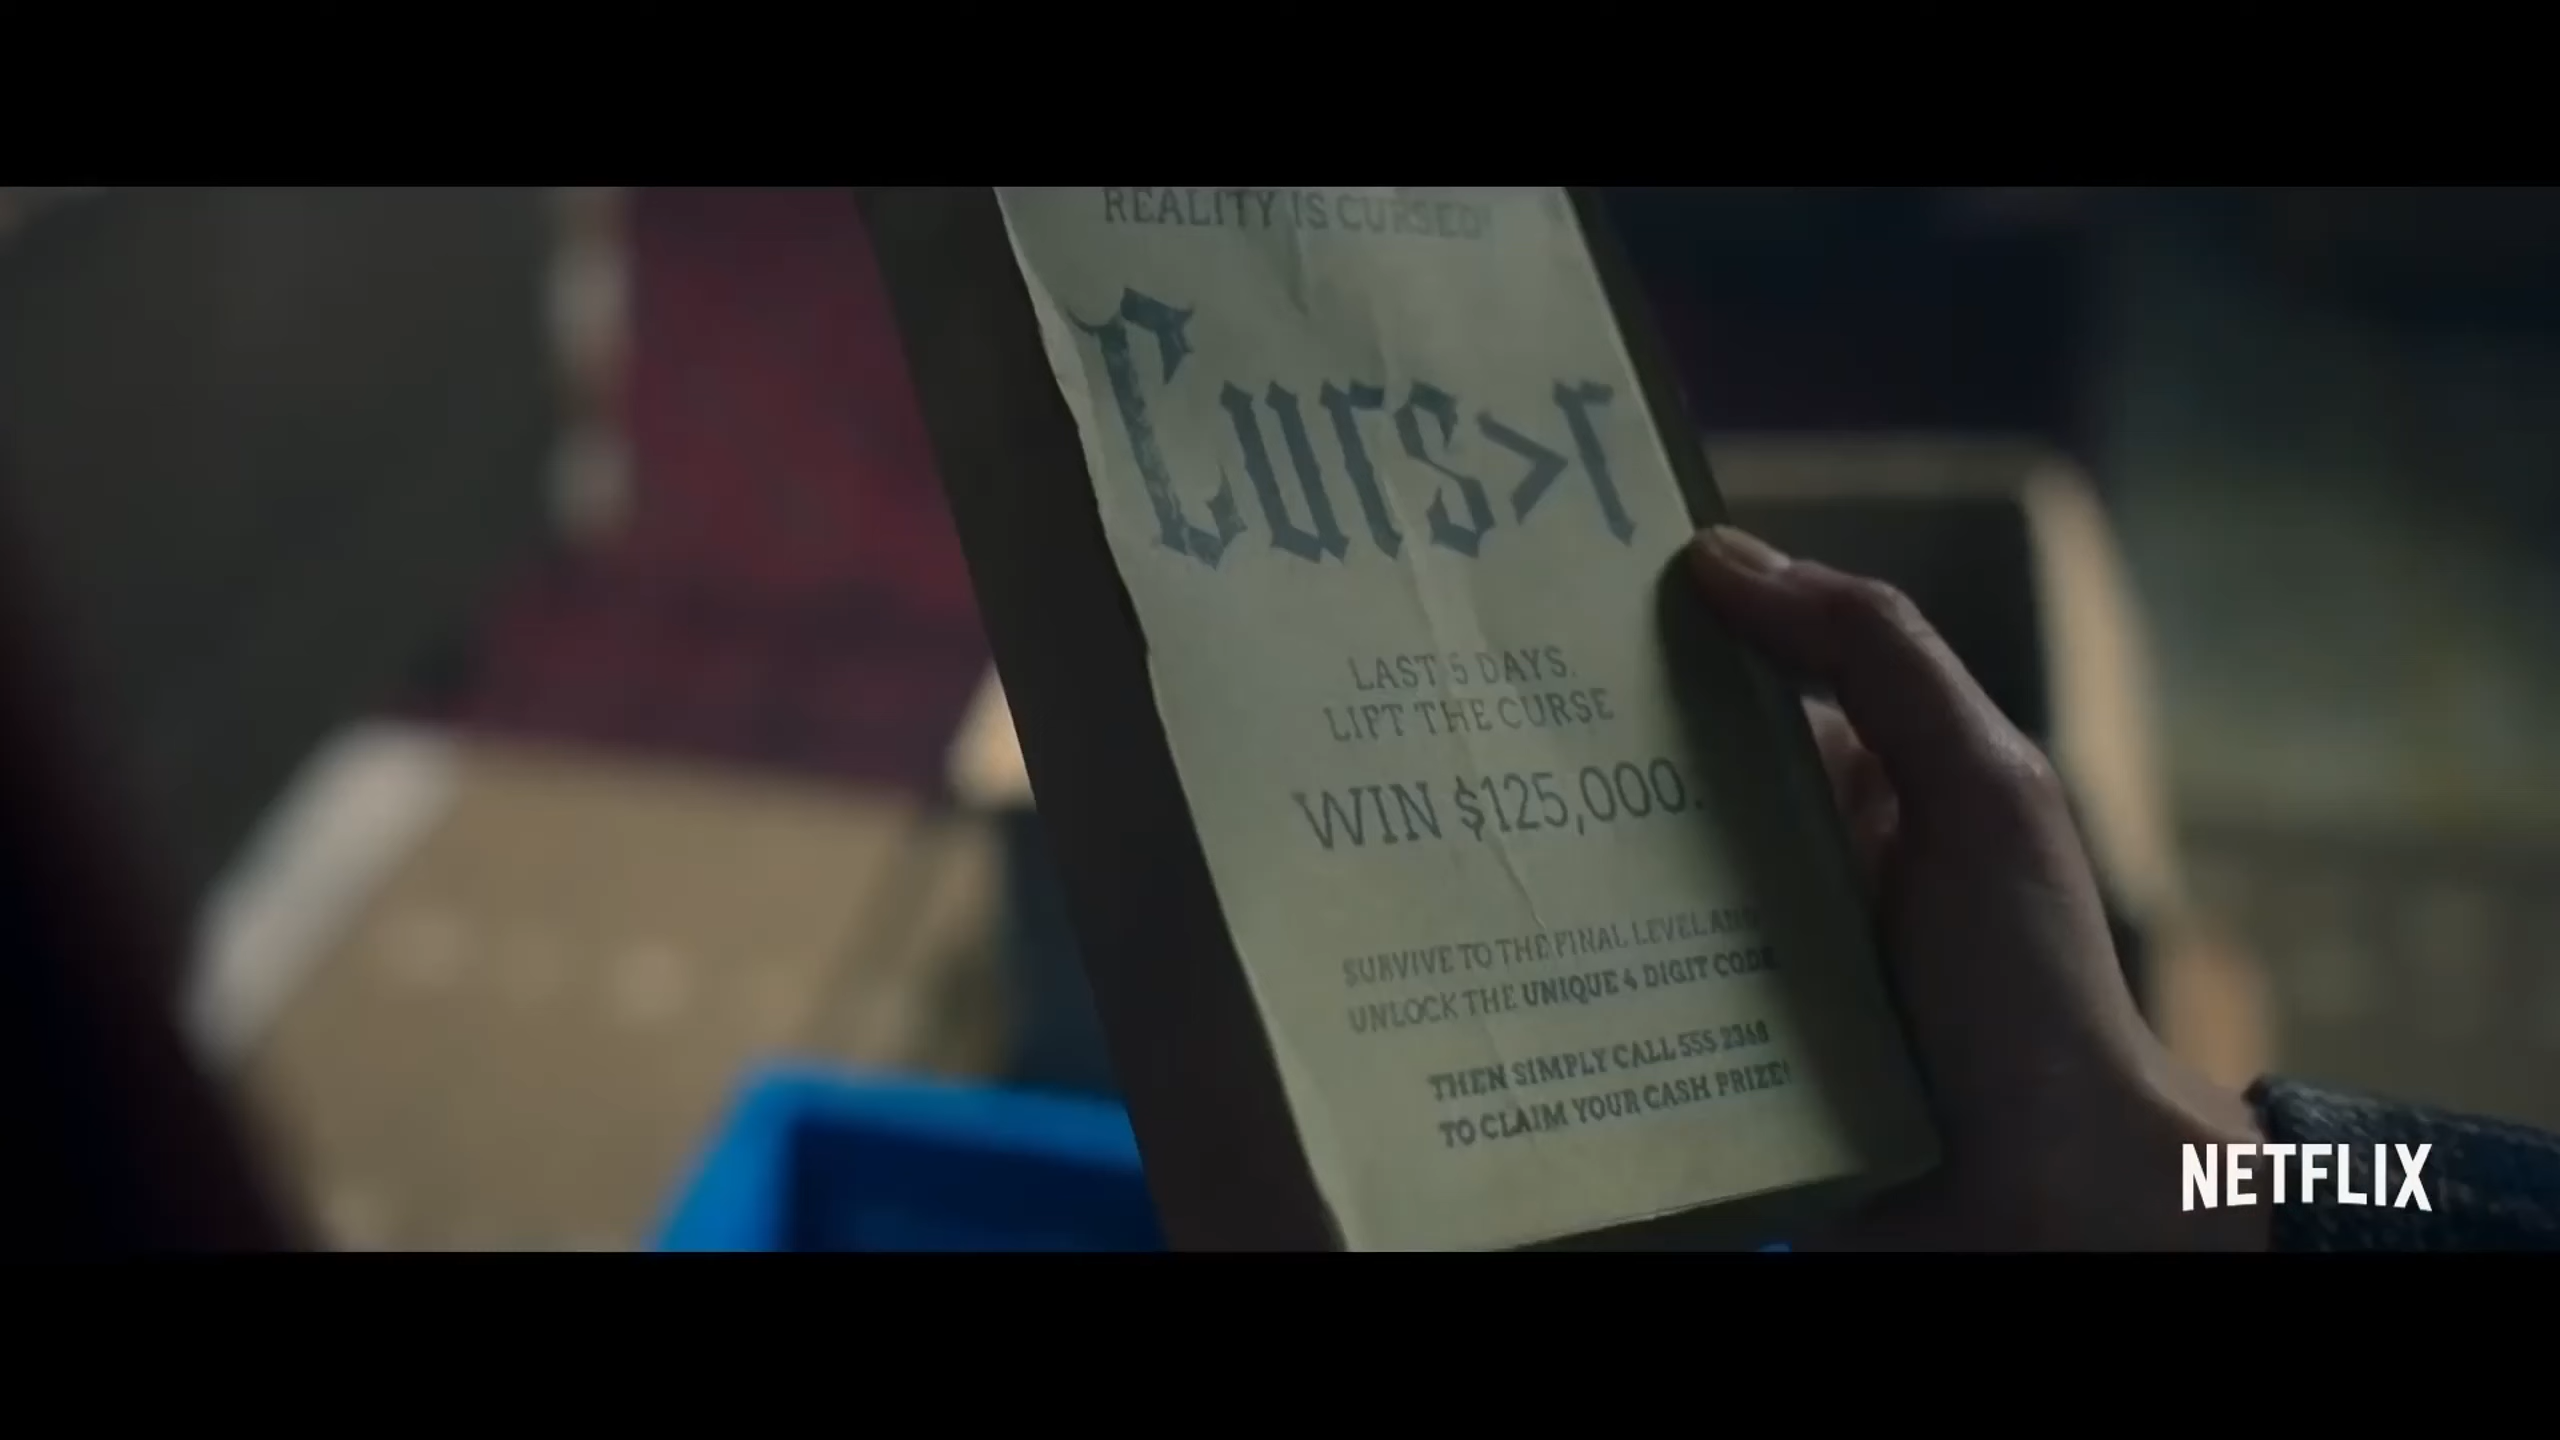 REALITY IS CURSED!
Curs>r
LAST 5 DAYS.
LIFT THE CURSE
WIN $125,000.
SURVIVE TO THE FINAL LEVEL AND
UNLOCK THE UNIQUE 4 DIGIT CODE
THEN SIMPLY CALL 555 2368
TO CLAIM YOUR CASH PRIZE!
NETFLIX